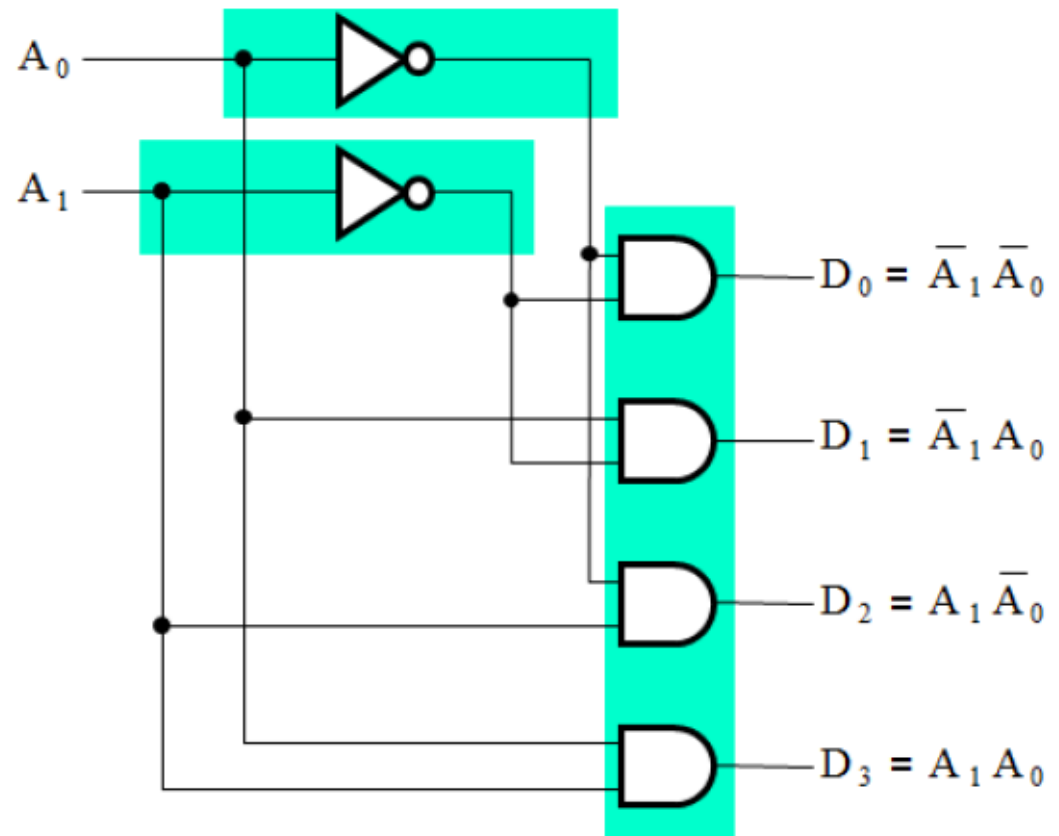 A₀
A₁
D₀ = A̅₁ A̅₀
D₁ = A̅₁ A₀
D₂ = A₁ A̅₀
D₃ = A₁ A₀